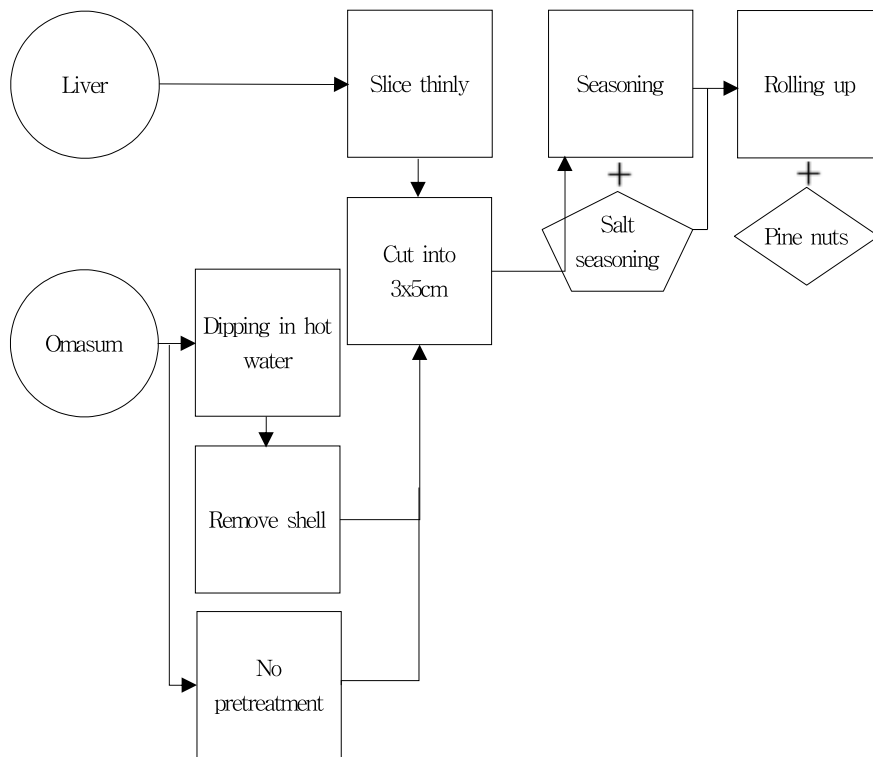 Liver
Slice thinly
Seasoning
Rolling up
+
+
Salt
seasoning
Pine nuts
Cut into
3x5cm
Omasum
Dipping in hot
water
Remove shell
No
pretreatment